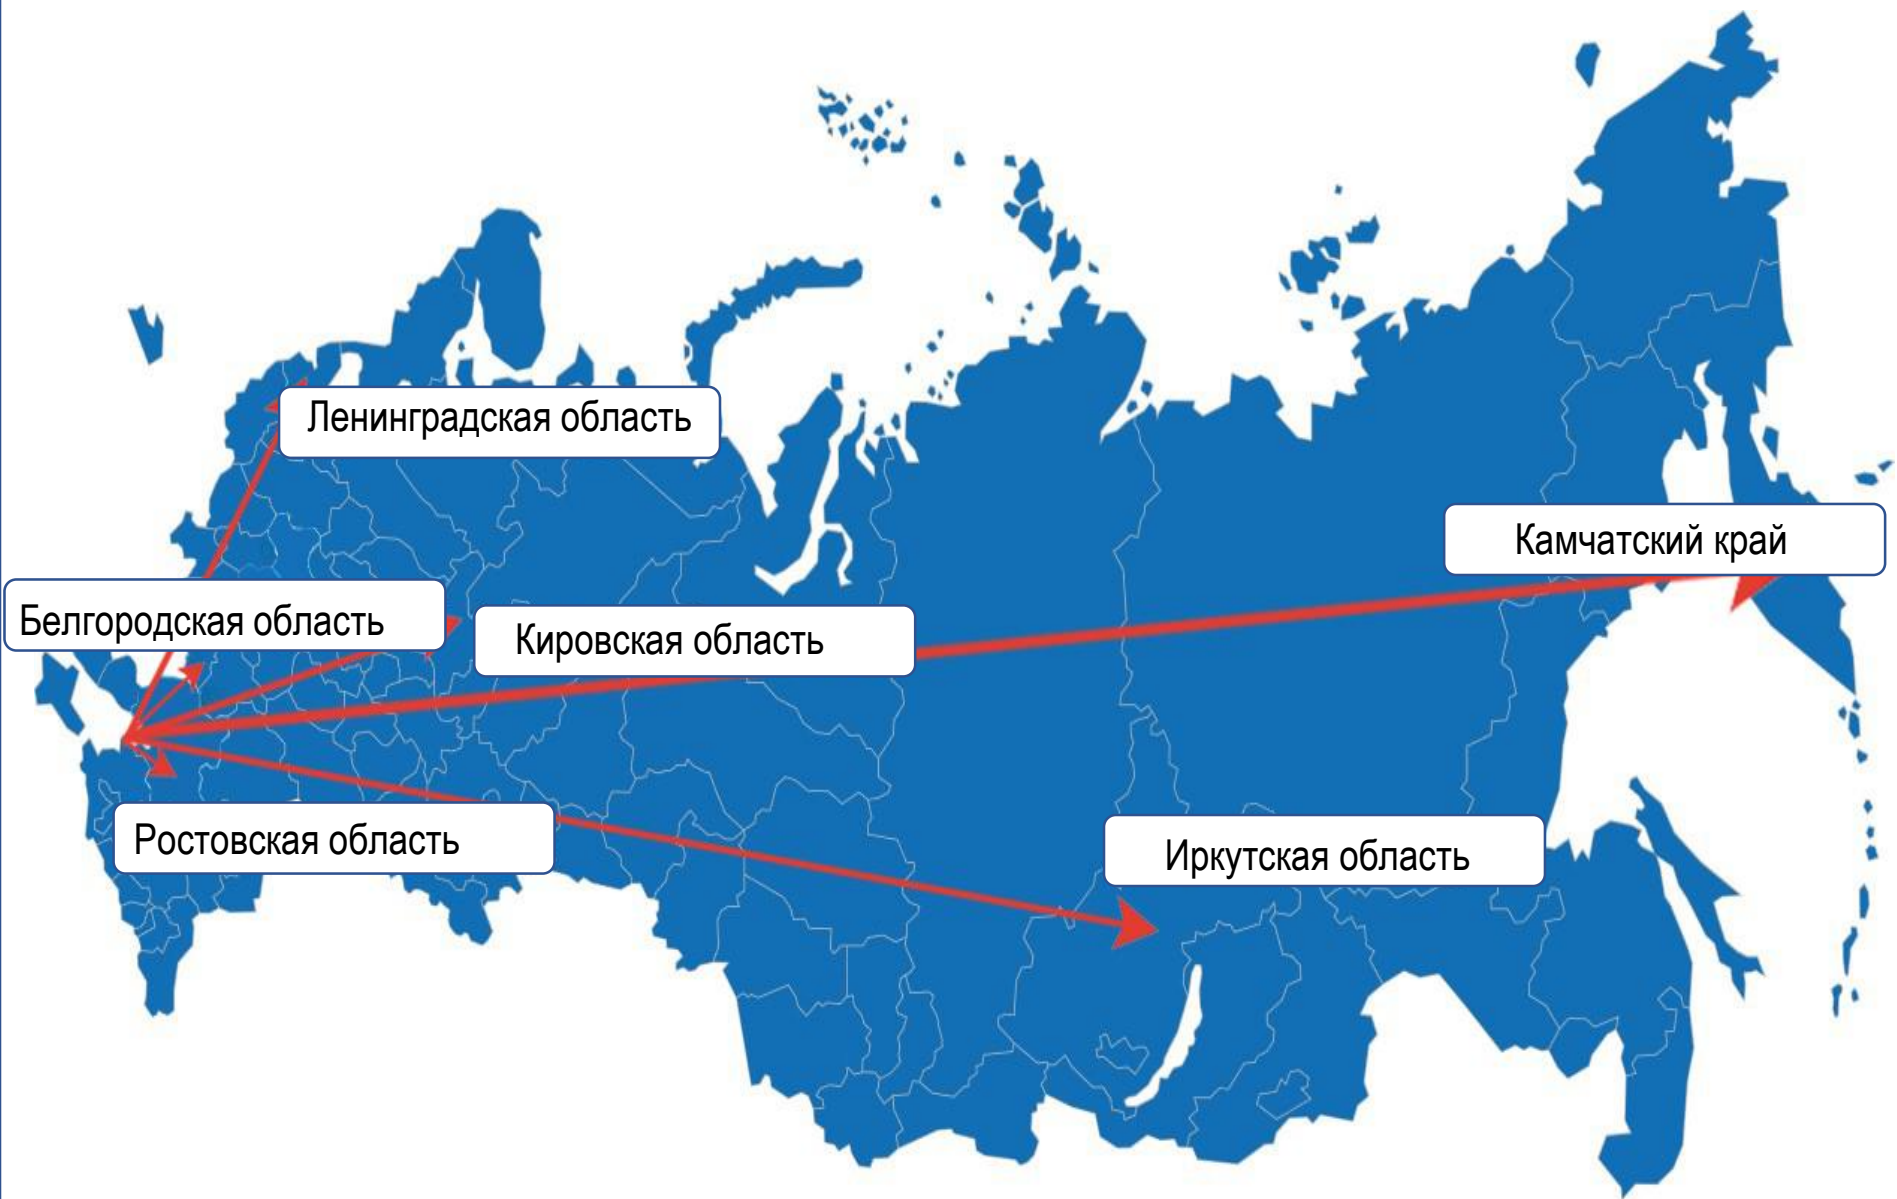 Ленинградская область
Камчатский край
Белгородская область
Кировская область
Ростовская область
Иркутская область